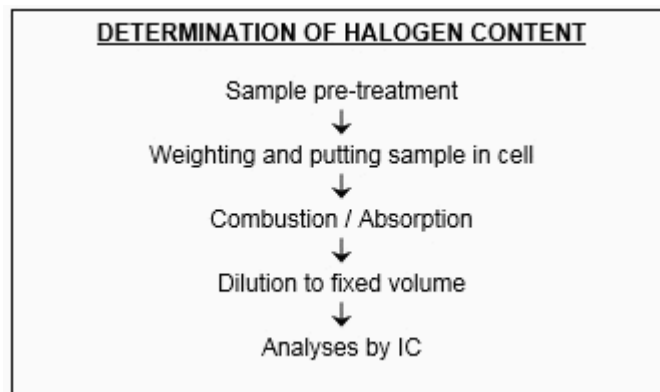 DETERMINATION OF HALOGEN CONTENT
Sample pre-treatment
↓
Weighting and putting sample in cell
↓
Combustion / Absorption
↓
Dilution to fixed volume
↓
Analyses by IC